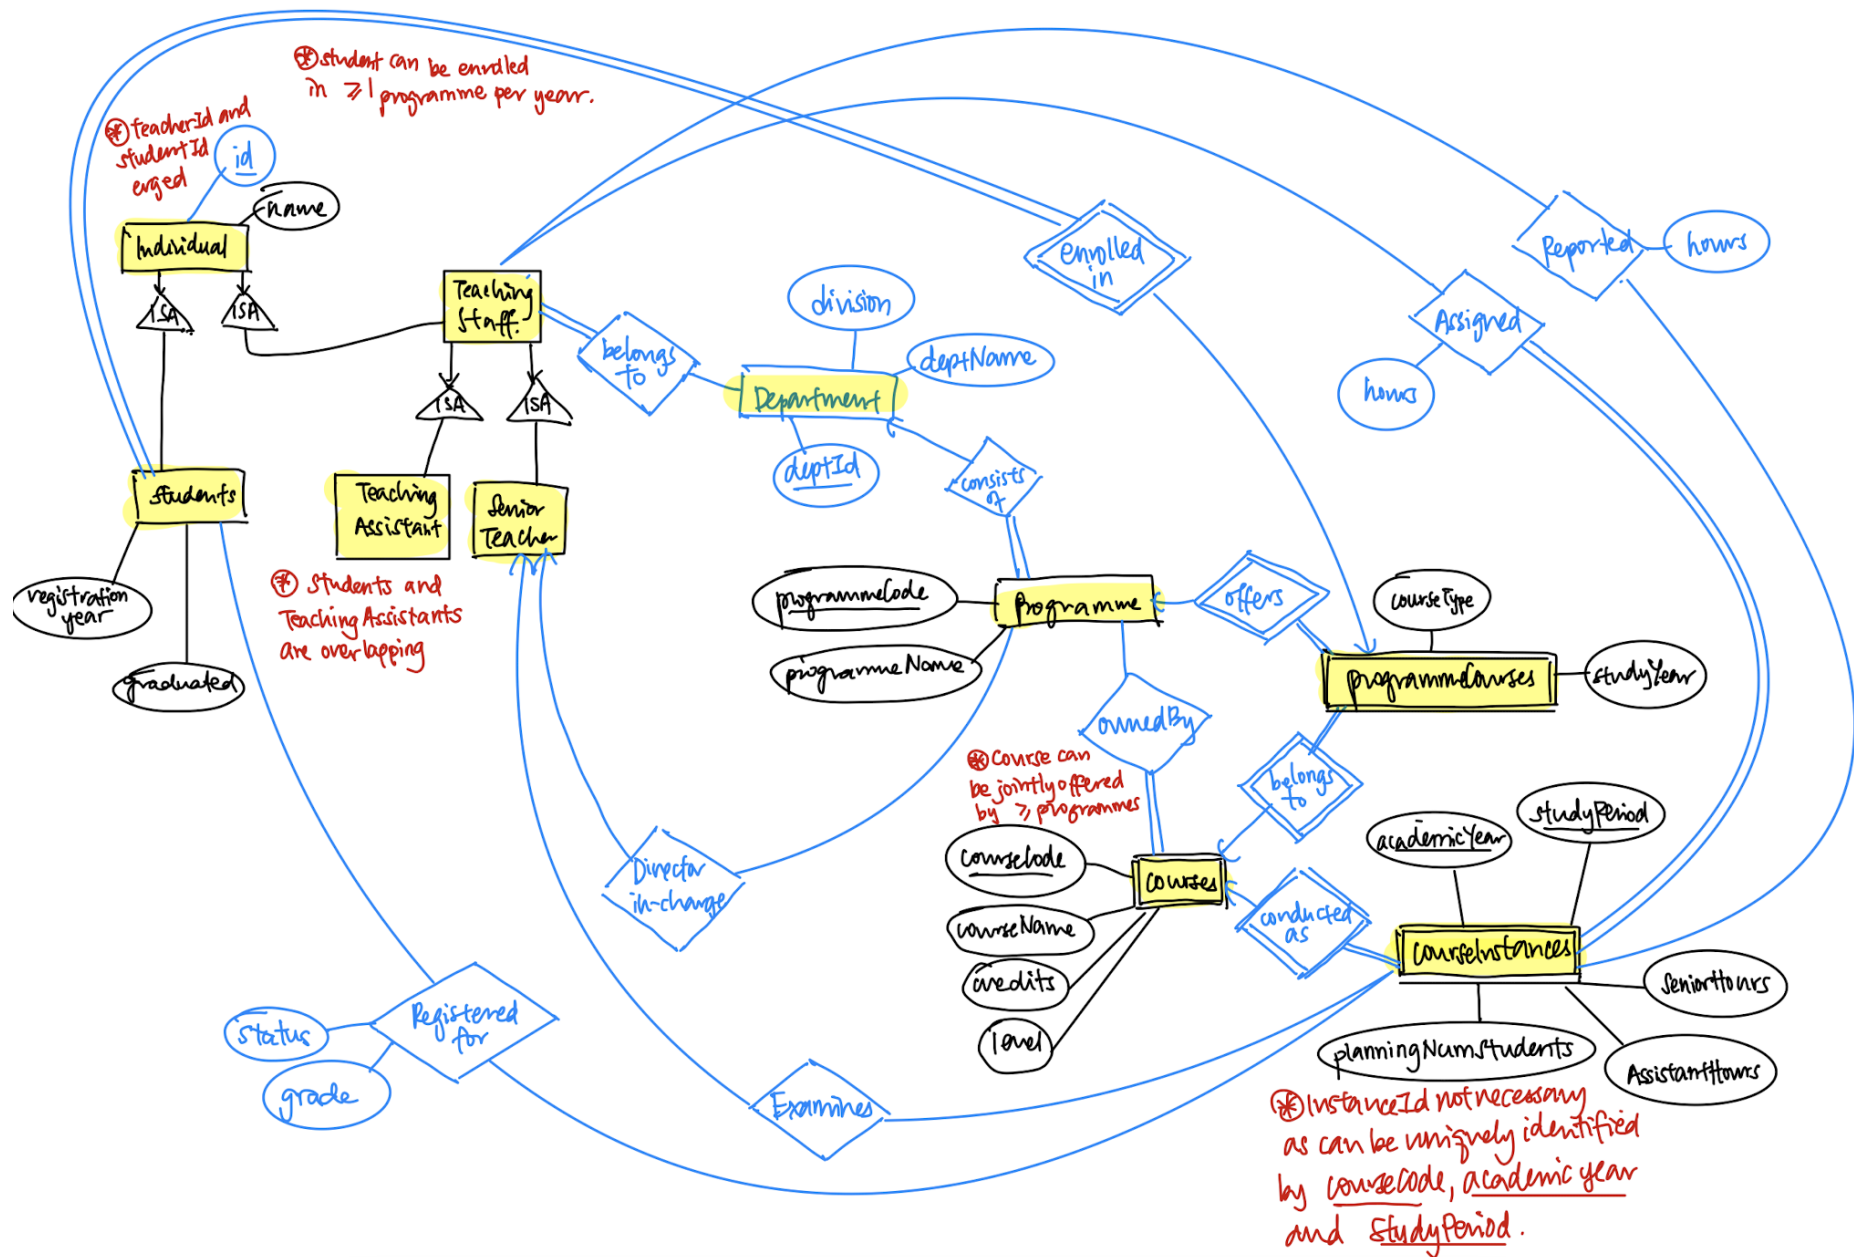 ⊛ student can be enrolled
in ≥1 programme per year.
⊛ teacherId and
studentId
erged
id
name
Individual
ISA
ISA
Teaching
Staff.
belongs
to
division
deptName
Department
deptId
enrolled
in
Reported
hours
Assigned
hours
ISA
ISA
students
Teaching
Assistant
Senior
Teacher
consists
of
registration
year
graduated
⊛ Students and
Teaching Assistants
are overlapping
programmeCode
programmeName
programme
offers
courseType
programmeCourses
studyYear
ownedBy
⊛ Course can
be jointly offered
by ≥ programmes
belongs
to
studyPeriod
academicYear
courseCode
courseName
credits
level
courses
conducted
as
courseInstances
SeniorHours
planningNumStudents
AssistantHours
Director
in-charge
Registered
for
status
grade
Examines
⊛ InstanceId not necessary
as can be uniquely identified
by courseCode, academic year
and StudyPeriod.